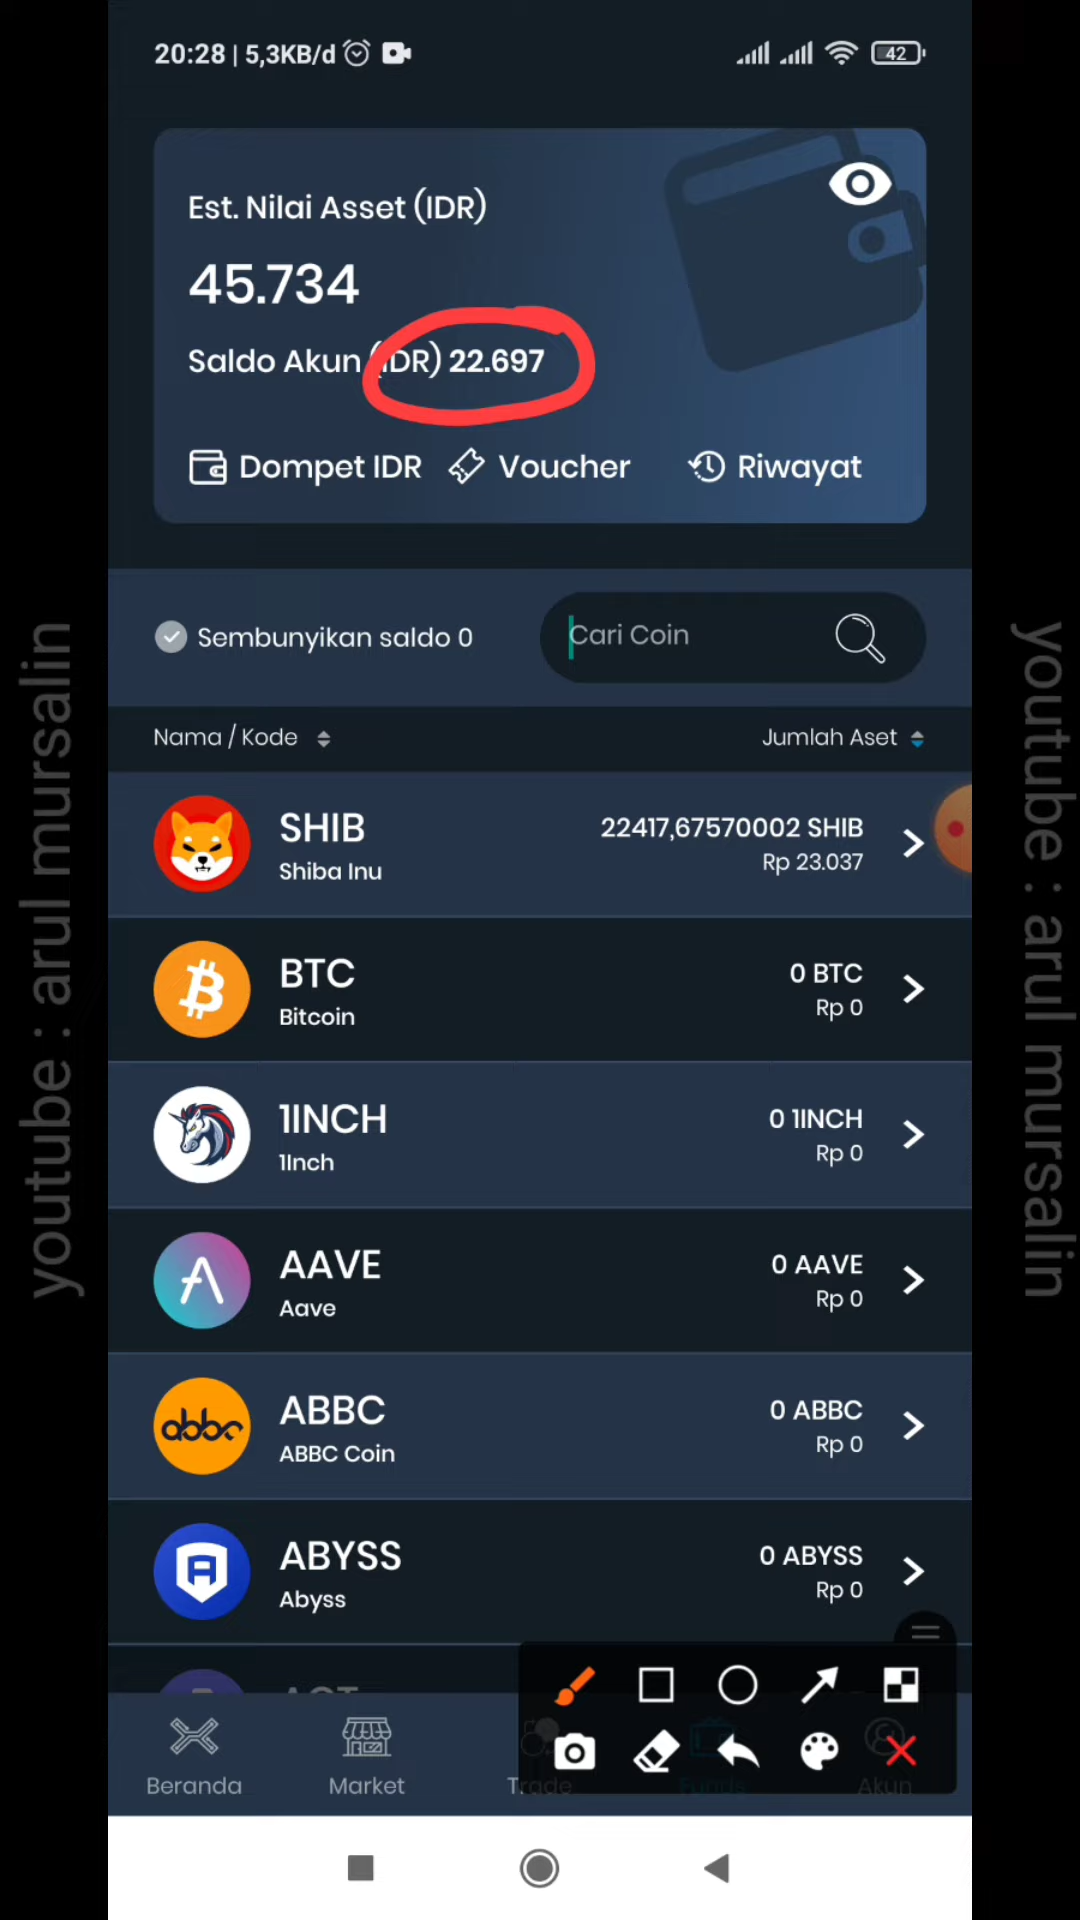 20:28 | 5,3KB/d
42
Est. Nilai Asset (IDR)
45.734
Saldo Akun (IDR) 22.697
Dompet IDR
Voucher
Riwayat
Sembunyikan saldo 0
Cari Coin
Nama / Kode
Jumlah Aset
SHIB
22417,67570002 SHIB
Shiba Inu
Rp 23.037
BTC
0 BTC
Bitcoin
Rp 0
1INCH
0 1INCH
1Inch
Rp 0
AAVE
0 AAVE
Aave
Rp 0
abbc
ABBC
0 ABBC
ABBC Coin
Rp 0
ABYSS
0 ABYSS
Abyss
Rp 0
Beranda
Market
Trade
Funds
Akun
youtube : arul mursalin
youtube : arul mursalin